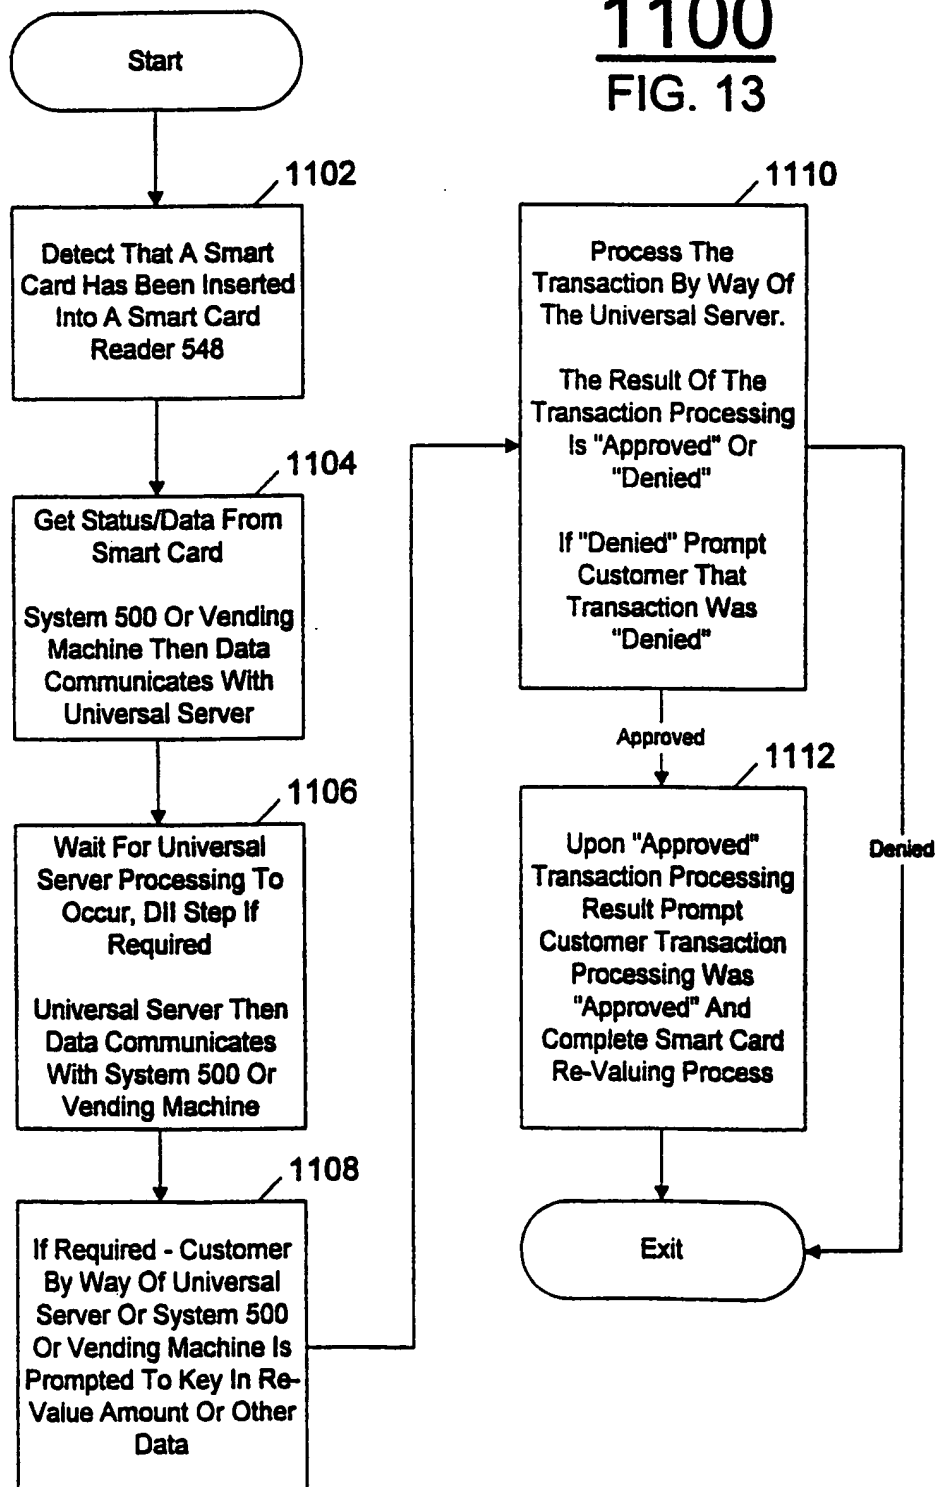 1100
FIG. 13
Start
1102
Detect That A Smart
Card Has Been Inserted
Into A Smart Card
Reader 548
1104
Get Status/Data From
Smart Card
System 500 Or Vending
Machine Then Data
Communicates With
Universal Server
1106
Wait For Universal
Server Processing To
Occur, DII Step If
Required
Universal Server Then
Data Communicates
With System 500 Or
Vending Machine
1108
If Required - Customer
By Way Of Universal
Server Or System 500
Or Vending Machine Is
Prompted To Key In Re-
Value Amount Or Other
Data
1110
Process The
Transaction By Way Of
The Universal Server.
The Result Of The
Transaction Processing
Is "Approved" Or
"Denied"
If "Denied" Prompt
Customer That
Transaction Was
"Denied"
Approved
Denied
1112
Upon "Approved"
Transaction Processing
Result Prompt
Customer Transaction
Processing Was
"Approved" And
Complete Smart Card
Re-Valuing Process
Exit